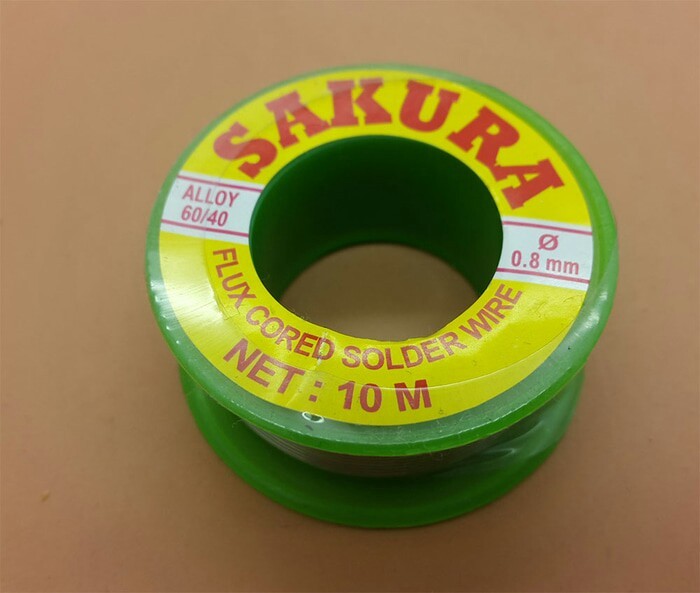 SAKURA
ALLOY
60/40
Ø
0.8 mm
FLUX CORED SOLDER WIRE
NET : 10 M